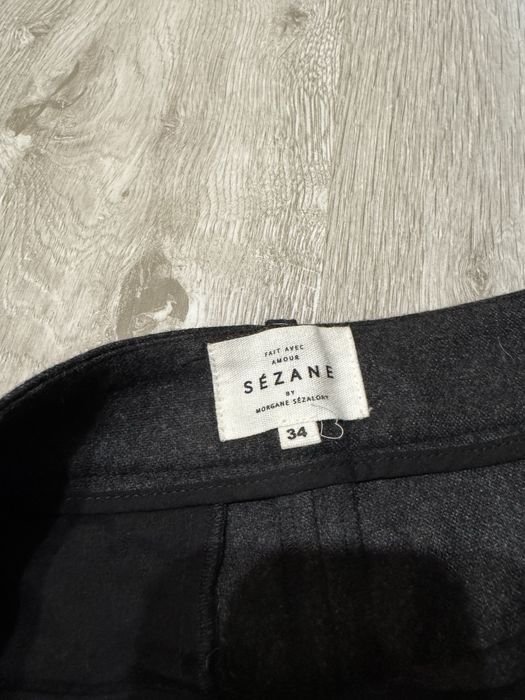 FAIT AVEC
AMOUR
SÉZANE
BY
MORGANE SÉZALORY
34